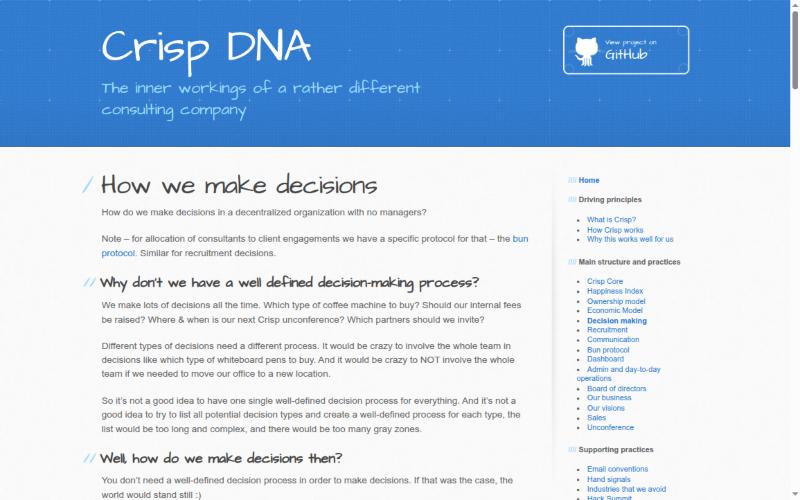 Crisp DNA
The inner workings of a rather different
consulting company
View project on
GitHub
/ How we make decisions
How do we make decisions in a decentralized organization with no managers?
Note – for allocation of consultants to client engagements we have a specific protocol for that – the bun
protocol. Similar for recruitment decisions.
// Why don't we have a well defined decision-making process?
We make lots of decisions all the time. Which type of coffee machine to buy? Should our internal fees
be raised? Where & when is our next Crisp unconference? Which partners should we invite?
Different types of decisions need a different process. It would be crazy to involve the whole team in
decisions like which type of whiteboard pens to buy. And it would be crazy to NOT involve the whole
team if we needed to move our office to a new location.
So it's not a good idea to have one single well-defined decision process for everything. And it's not a
good idea to try to list all potential decision types and create a well-defined process for each type, the
list would be too long and complex, and there would be too many gray zones.
// Well, how do we make decisions then?
You don't need a well-defined decision process in order to make decisions. If that was the case, the
world would stand still :)
//// Home
//// Driving principles
What is Crisp?
How Crisp works
Why this works well for us
//// Main structure and practices
Crisp Core
Happiness Index
Ownership model
Economic Model
Decision making
Recruitment
Communication
Bun protocol
Dashboard
Admin and day-to-day
operations
Board of directors
Our business
Our visions
Sales
Unconference
//// Supporting practices
Email conventions
Hand signals
Industries that we avoid
Hack Summit